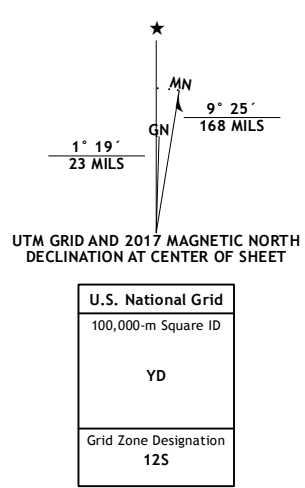 MN
GN
9° 25´
168 MILS
1° 19´
23 MILS
UTM GRID AND 2017 MAGNETIC NORTH
DECLINATION AT CENTER OF SHEET
U.S. National Grid
100,000-m Square ID
YD
Grid Zone Designation
12S